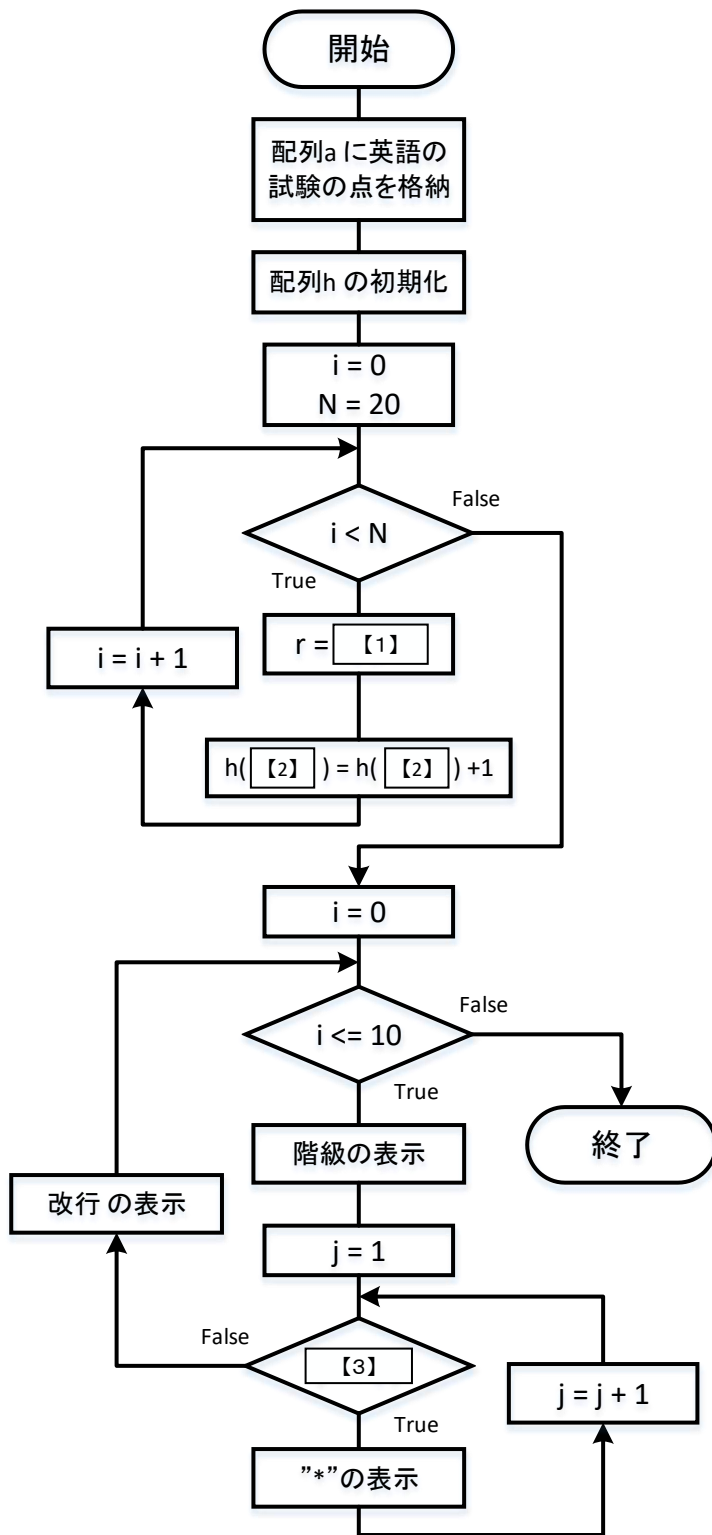 開始
配列a に英語の
試験の点を格納
配列h の初期化
i = 0
N = 20
i < N
False
True
r = 【1】
i = i + 1
h( 【2】 ) = h( 【2】 ) +1
i = 0
i <= 10
False
True
終了
階級の表示
改行 の表示
j = 1
False
【3】
j = j + 1
True
”*”の表示